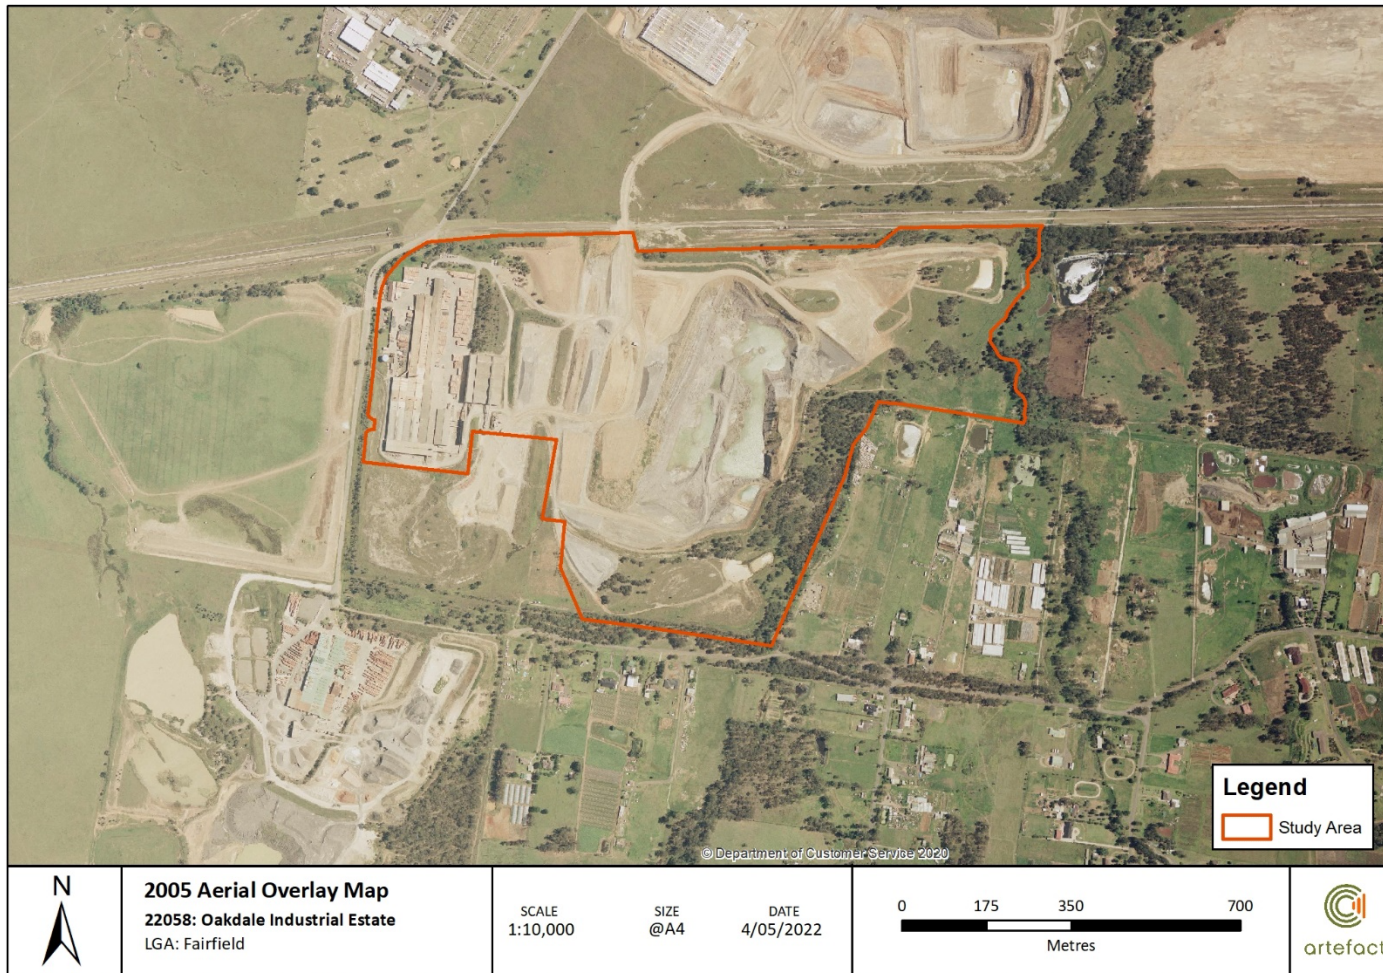 © Department of Customer Service 2020
Legend
Study Area
N
2005 Aerial Overlay Map
22058: Oakdale Industrial Estate
LGA: Fairfield
SCALE
1:10,000
SIZE
@A4
DATE
4/05/2022
0 175 350 700
Metres
artefact